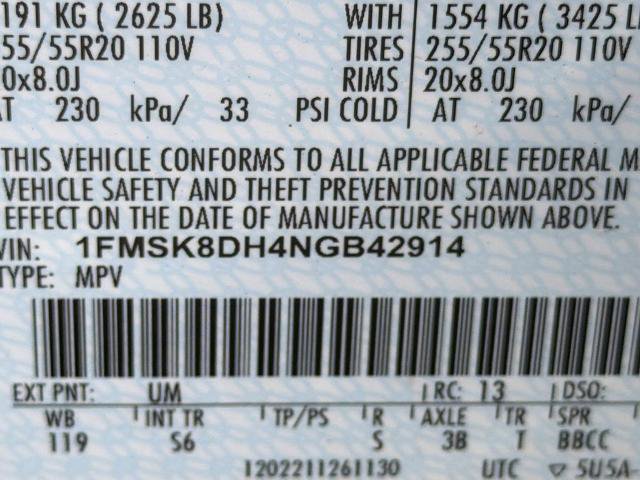 191 KG ( 2625 LB) WITH 1554 KG ( 3425 L
55/55R20 110V TIRES 255/55R20 110V
0x8.0J RIMS 20x8.0J
AT 230 kPa/ 33 PSI COLD AT 230 kPa/
THIS VEHICLE CONFORMS TO ALL APPLICABLE FEDERAL M
VEHICLE SAFETY AND THEFT PREVENTION STANDARDS IN
EFFECT ON THE DATE OF MANUFACTURE SHOWN ABOVE.
VIN: 1FMSK8DH4NGB42914
TYPE: MPV
EXT PNT: UM RC: 13 DSO:
WB INT TR TP/PS R AXLE TR SPR
119 S6 S 3B T BBCC
1202211261130 UTC ▽ 5U5A-